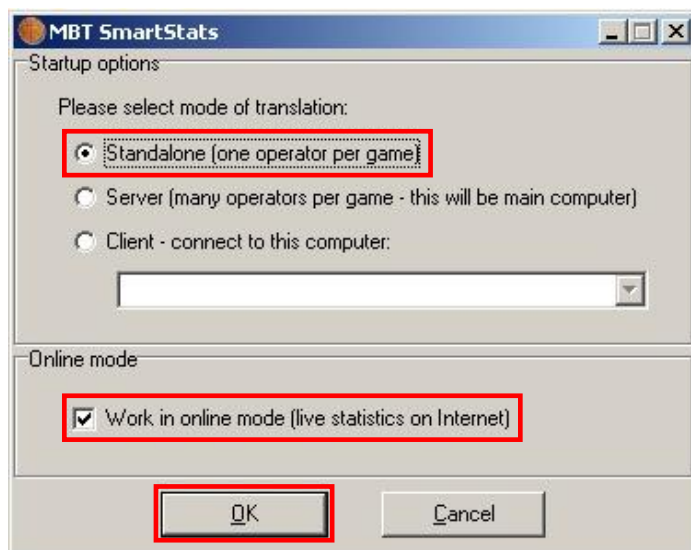 MBT SmartStats
Startup options
Please select mode of translation:
Standalone (one operator per game)
Server (many operators per game - this will be main computer)
Client - connect to this computer:
Online mode
Work in online mode (live statistics on Internet)
OK Cancel